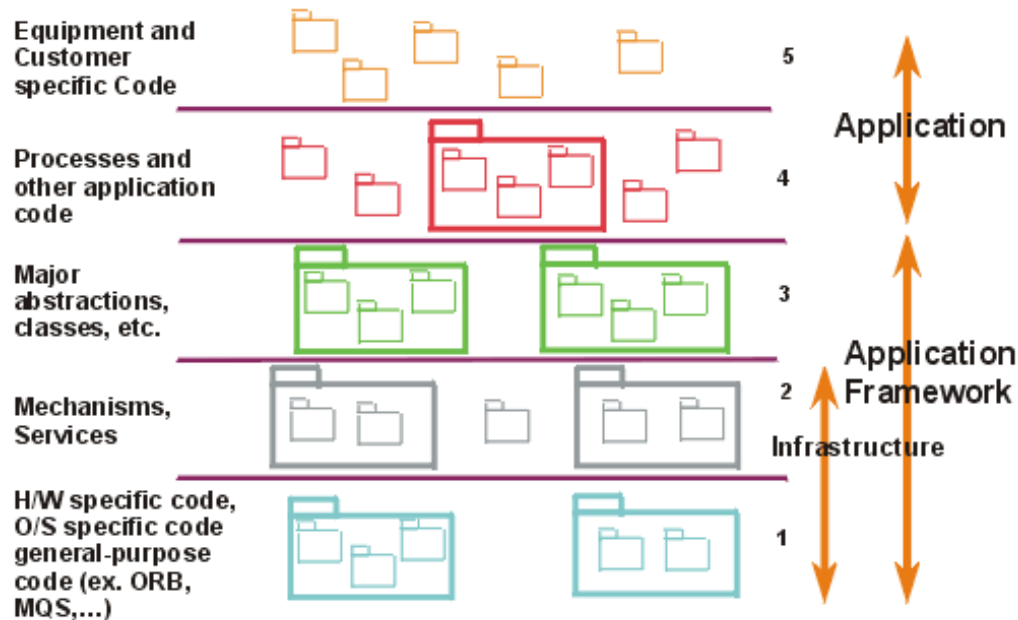 Equipment and
Customer
specific Code
5
Application
Processes and
other application
code
4
Major
abstractions,
classes, etc.
3
Application
Framework
Mechanisms,
Services
2
Infrastructure
H/W specific code,
O/S specific code
general-purpose
code (ex. ORB,
MQS,...)
1